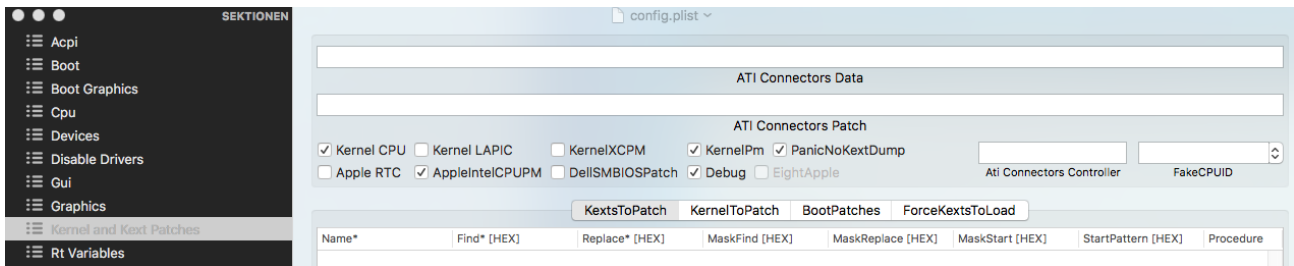 SEKTIONEN
config.plist
Acpi
Boot
Boot Graphics
Cpu
Devices
Disable Drivers
Gui
Graphics
Kernel and Kext Patches
Rt Variables
ATI Connectors Data
ATI Connectors Patch
Kernel CPU Kernel LAPIC KernelXCPM KernelPm PanicNoKextDump
Apple RTC AppleIntelCPUPM DellSMBIOSPatch Debug EightApple
Ati Connectors Controller FakeCPUID
KextsToPatch KernelToPatch BootPatches ForceKextsToLoad
Name* Find* [HEX] Replace* [HEX] MaskFind [HEX] MaskReplace [HEX] MaskStart [HEX] StartPattern [HEX] Procedure